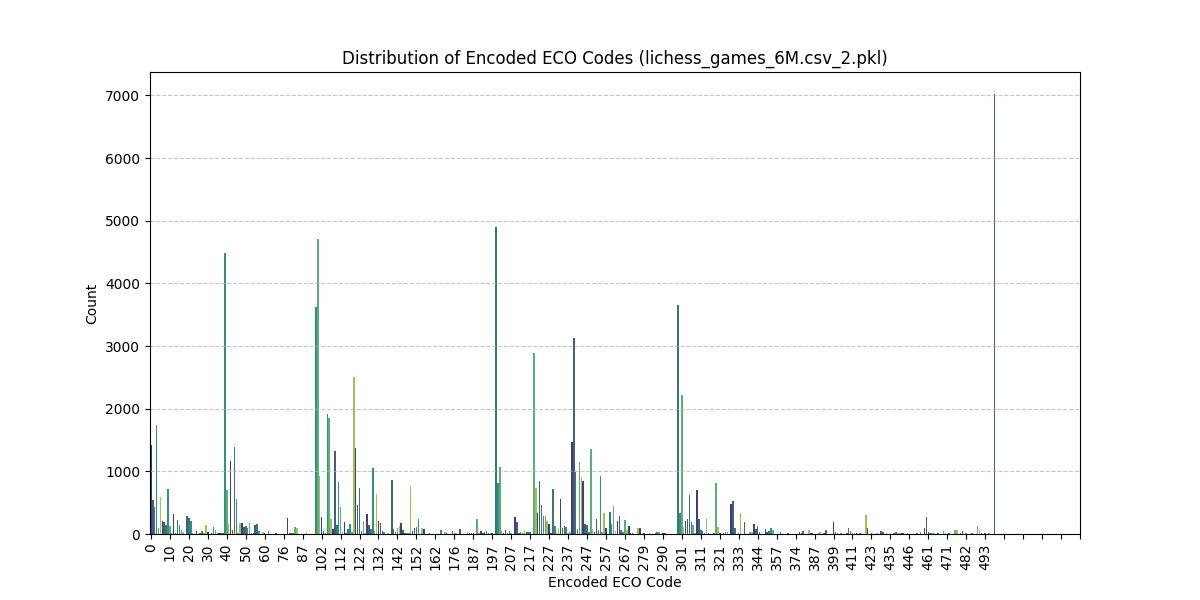 Distribution of Encoded ECO Codes (lichess_games_6M.csv_2.pkl)
7000
6000
5000
4000
3000
2000
1000
0
Count
0 10 20 30 40 50 60 76 87 102 112 122 132 142 152 162 176 187 197 207 217 227 237 247 257 267 279 290 301 311 321 333 344 357 374 387 399 411 423 435 446 461 471 482 493
Encoded ECO Code